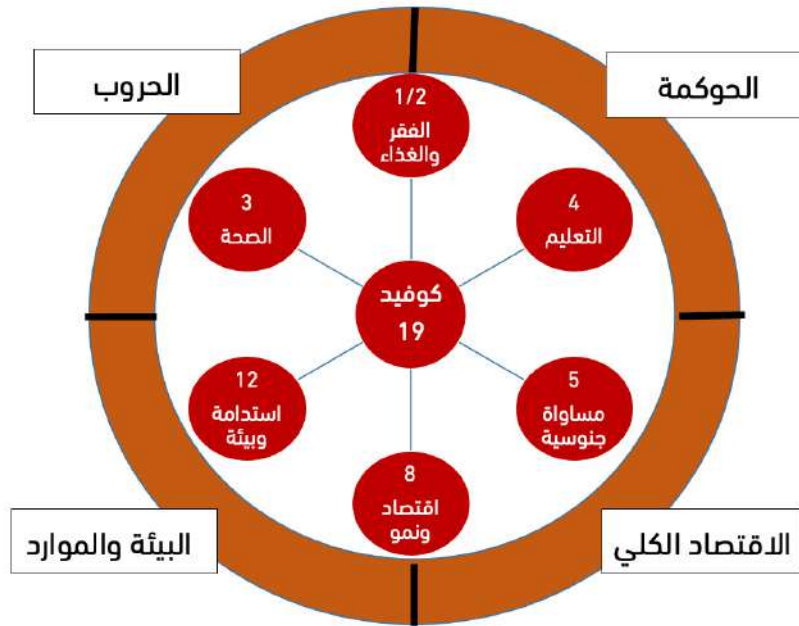 الحروب
الحوكمة
1/2
الفقر
والغذاء
3
الصحة
4
التعليم
كوفيد
19
12
استدامة
وبيئة
5
مساواة
جنوسية
8
اقتصاد
ونمو
البيئة والموارد
الاقتصاد الكلي